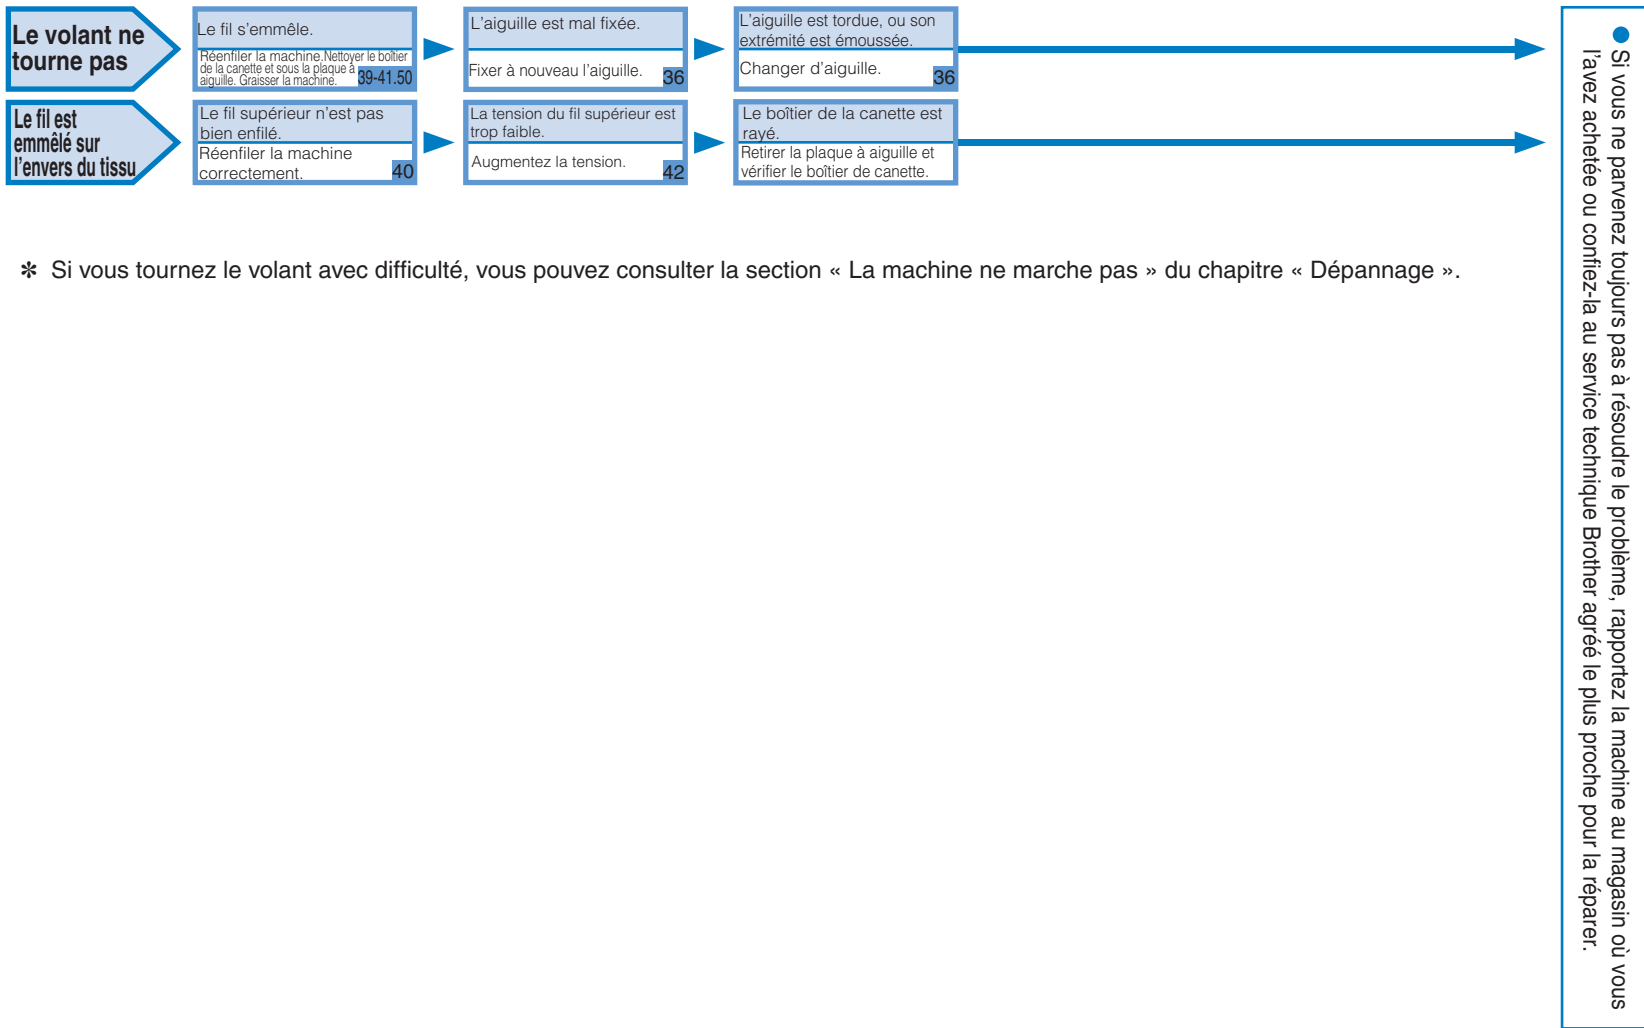 Le volant ne
tourne pas
Le fil s’emmêle.
Réenfiler la machine.Nettoyer le boîtier
de la canette et sous la plaque à
aiguille. Graisser la machine.
39-41.50
L’aiguille est mal fixée.
Fixer à nouveau l’aiguille.
36
L’aiguille est tordue, ou son
extrémité est émoussée.
Changer d’aiguille.
36
Le fil est
emmêlé sur
l’envers du tissu
Le fil supérieur n’est pas
bien enfilé.
Réenfiler la machine
correctement.
40
La tension du fil supérieur est
trop faible.
Augmentez la tension.
42
Le boîtier de la canette est
rayé.
Retirer la plaque à aiguille et
vérifier le boîtier de canette.
✻ Si vous tournez le volant avec difficulté, vous pouvez consulter la section « La machine ne marche pas » du chapitre « Dépannage ».
● Si vous ne parvenez toujours pas à résoudre le problème, rapportez la machine au magasin où vous
l’avez achetée ou confiez-la au service technique Brother agréé le plus proche pour la réparer.